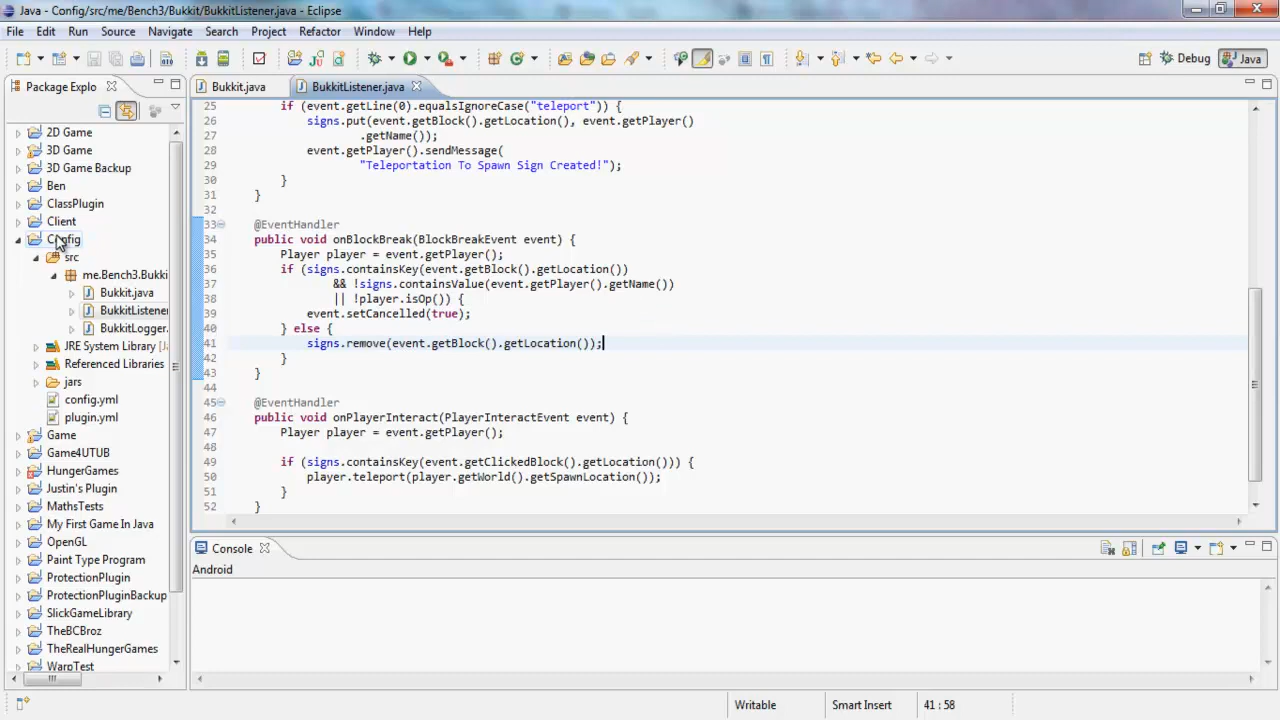 Java - Config/src/me/Bench3/Bukkit/BukkitListener.java - Eclipse
File Edit Run Source Navigate Search Project Refactor Window Help
Debug Java
Package Explo
Bukkit.java BukkitListener.java
2D Game
3D Game
3D Game Backup
Ben
ClassPlugin
Client
Config
src
me.Bench3.Bukki
Bukkit.java
BukkitListener
BukkitLogger.
JRE System Library [J
Referenced Libraries
jars
config.yml
plugin.yml
Game
Game4UTUB
HungerGames
Justin's Plugin
MathsTests
My First Game In Java
OpenGL
Paint Type Program
ProtectionPlugin
ProtectionPluginBackup
SlickGameLibrary
TheBCBroz
TheRealHungerGames
WarpTest
25 if (event.getLine(0).equalsIgnoreCase("teleport")) {
26 signs.put(event.getBlock().getLocation(), event.getPlayer()
27 .getName());
28 event.getPlayer().sendMessage(
29 "Teleportation To Spawn Sign Created!");
30 }
31 }
32
33 @EventHandler
34 public void onBlockBreak(BlockBreakEvent event) {
35 Player player = event.getPlayer();
36 if (signs.containsKey(event.getBlock().getLocation())
37 && !signs.containsValue(event.getPlayer().getName())
38 || !player.isOp()) {
39 event.setCancelled(true);
40 } else {
41 signs.remove(event.getBlock().getLocation());
42 }
43 }
44
45 @EventHandler
46 public void onPlayerInteract(PlayerInteractEvent event) {
47 Player player = event.getPlayer();
48
49 if (signs.containsKey(event.getClickedBlock().getLocation())) {
50 player.teleport(player.getWorld().getSpawnLocation());
51 }
52 }
Console
Android
Writable Smart Insert 41 : 58